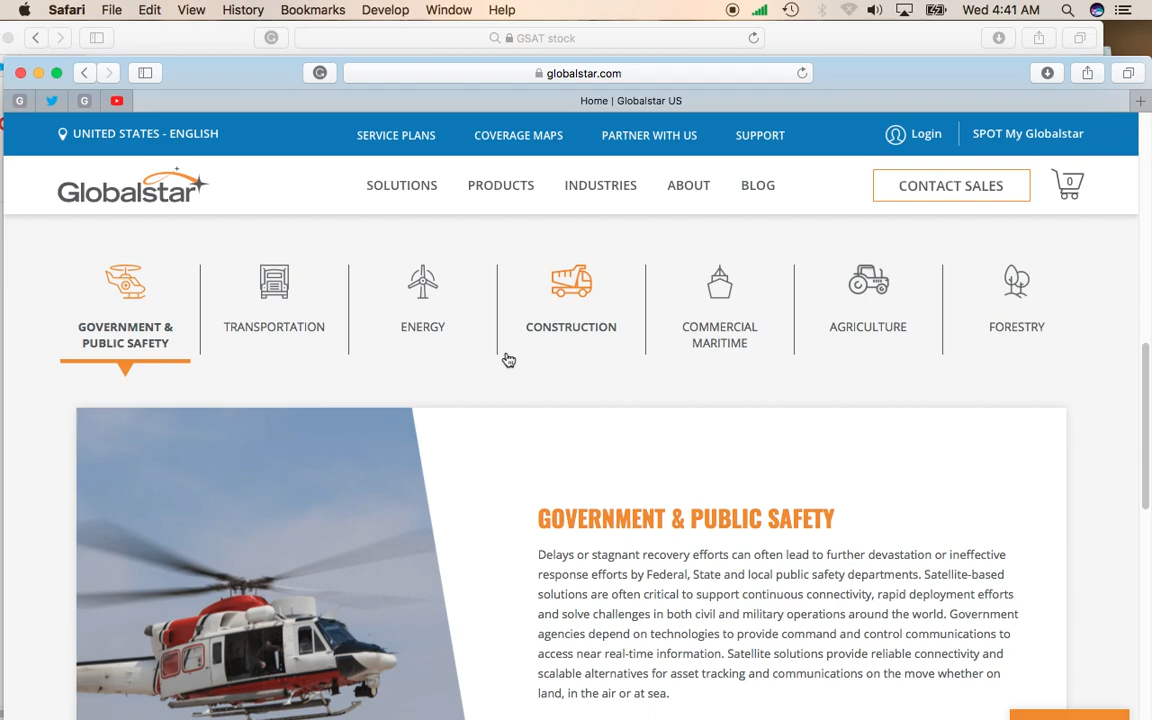 Safari File Edit View History Bookmarks Develop Window Help Wed 4:41 AM
GSAT stock
globalstar.com
G G Home | Globalstar US
UNITED STATES - ENGLISH SERVICE PLANS COVERAGE MAPS PARTNER WITH US SUPPORT Login SPOT My Globalstar
Globalstar SOLUTIONS PRODUCTS INDUSTRIES ABOUT BLOG CONTACT SALES 0
GOVERNMENT &
PUBLIC SAFETY
TRANSPORTATION
ENERGY
CONSTRUCTION
COMMERCIAL
MARITIME
AGRICULTURE
FORESTRY
GOVERNMENT & PUBLIC SAFETY
Delays or stagnant recovery efforts can often lead to further devastation or ineffective
response efforts by Federal, State and local public safety departments. Satellite-based
solutions are often critical to support continuous connectivity, rapid deployment efforts
and solve challenges in both civil and military operations around the world. Government
agencies depend on technologies to provide command and control communications to
access near real-time information. Satellite solutions provide reliable connectivity and
scalable alternatives for asset tracking and communications on the move whether on
land, in the air or at sea.